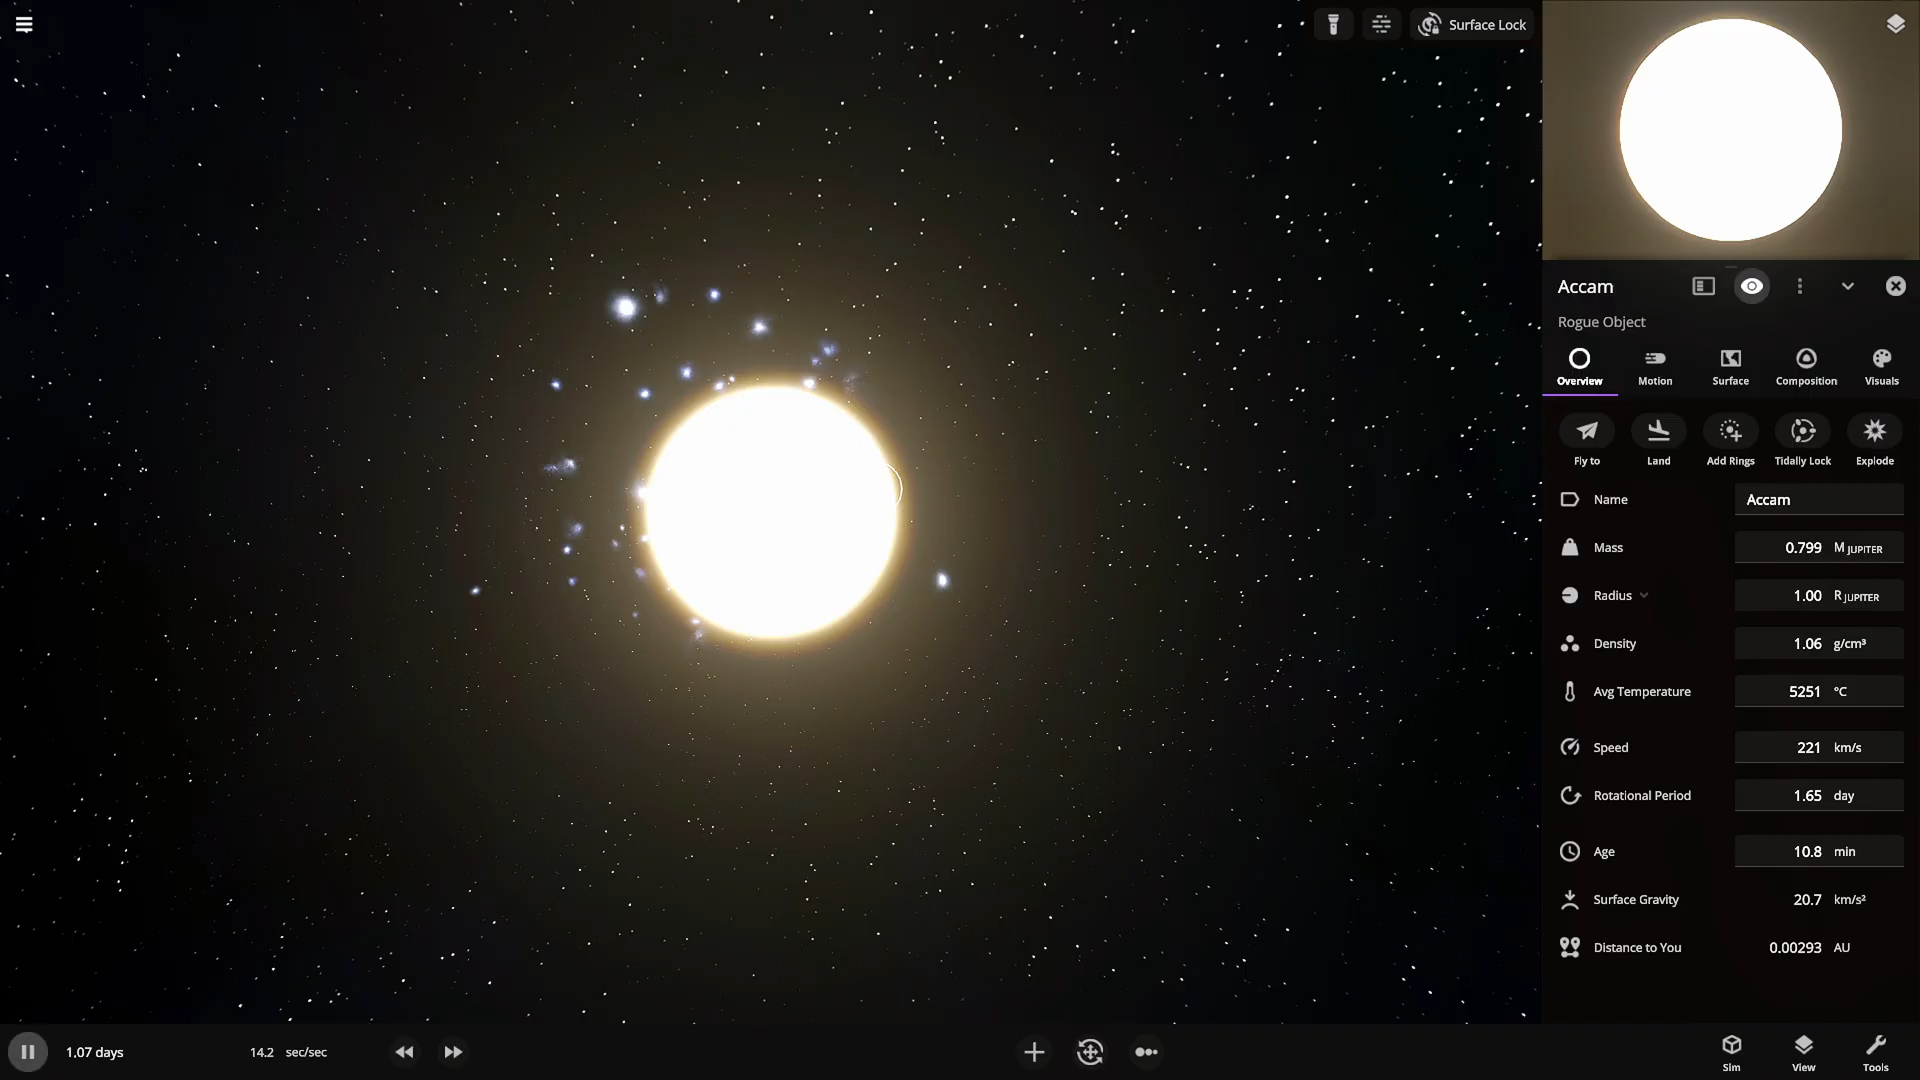 Surface Lock
Accam
Rogue Object
Overview Motion Surface Composition Visuals
Fly to Land Add Rings Tidally Lock Explode
Name Accam
Mass 0.799 M JUPITER
Radius 1.00 R JUPITER
Density 1.06 g/cm³
Avg Temperature 5251 °C
Speed 221 km/s
Rotational Period 1.65 day
Age 10.8 min
Surface Gravity 20.7 km/s²
Distance to You 0.00293 AU
1.07 days 14.2 sec/sec
Sim View Tools